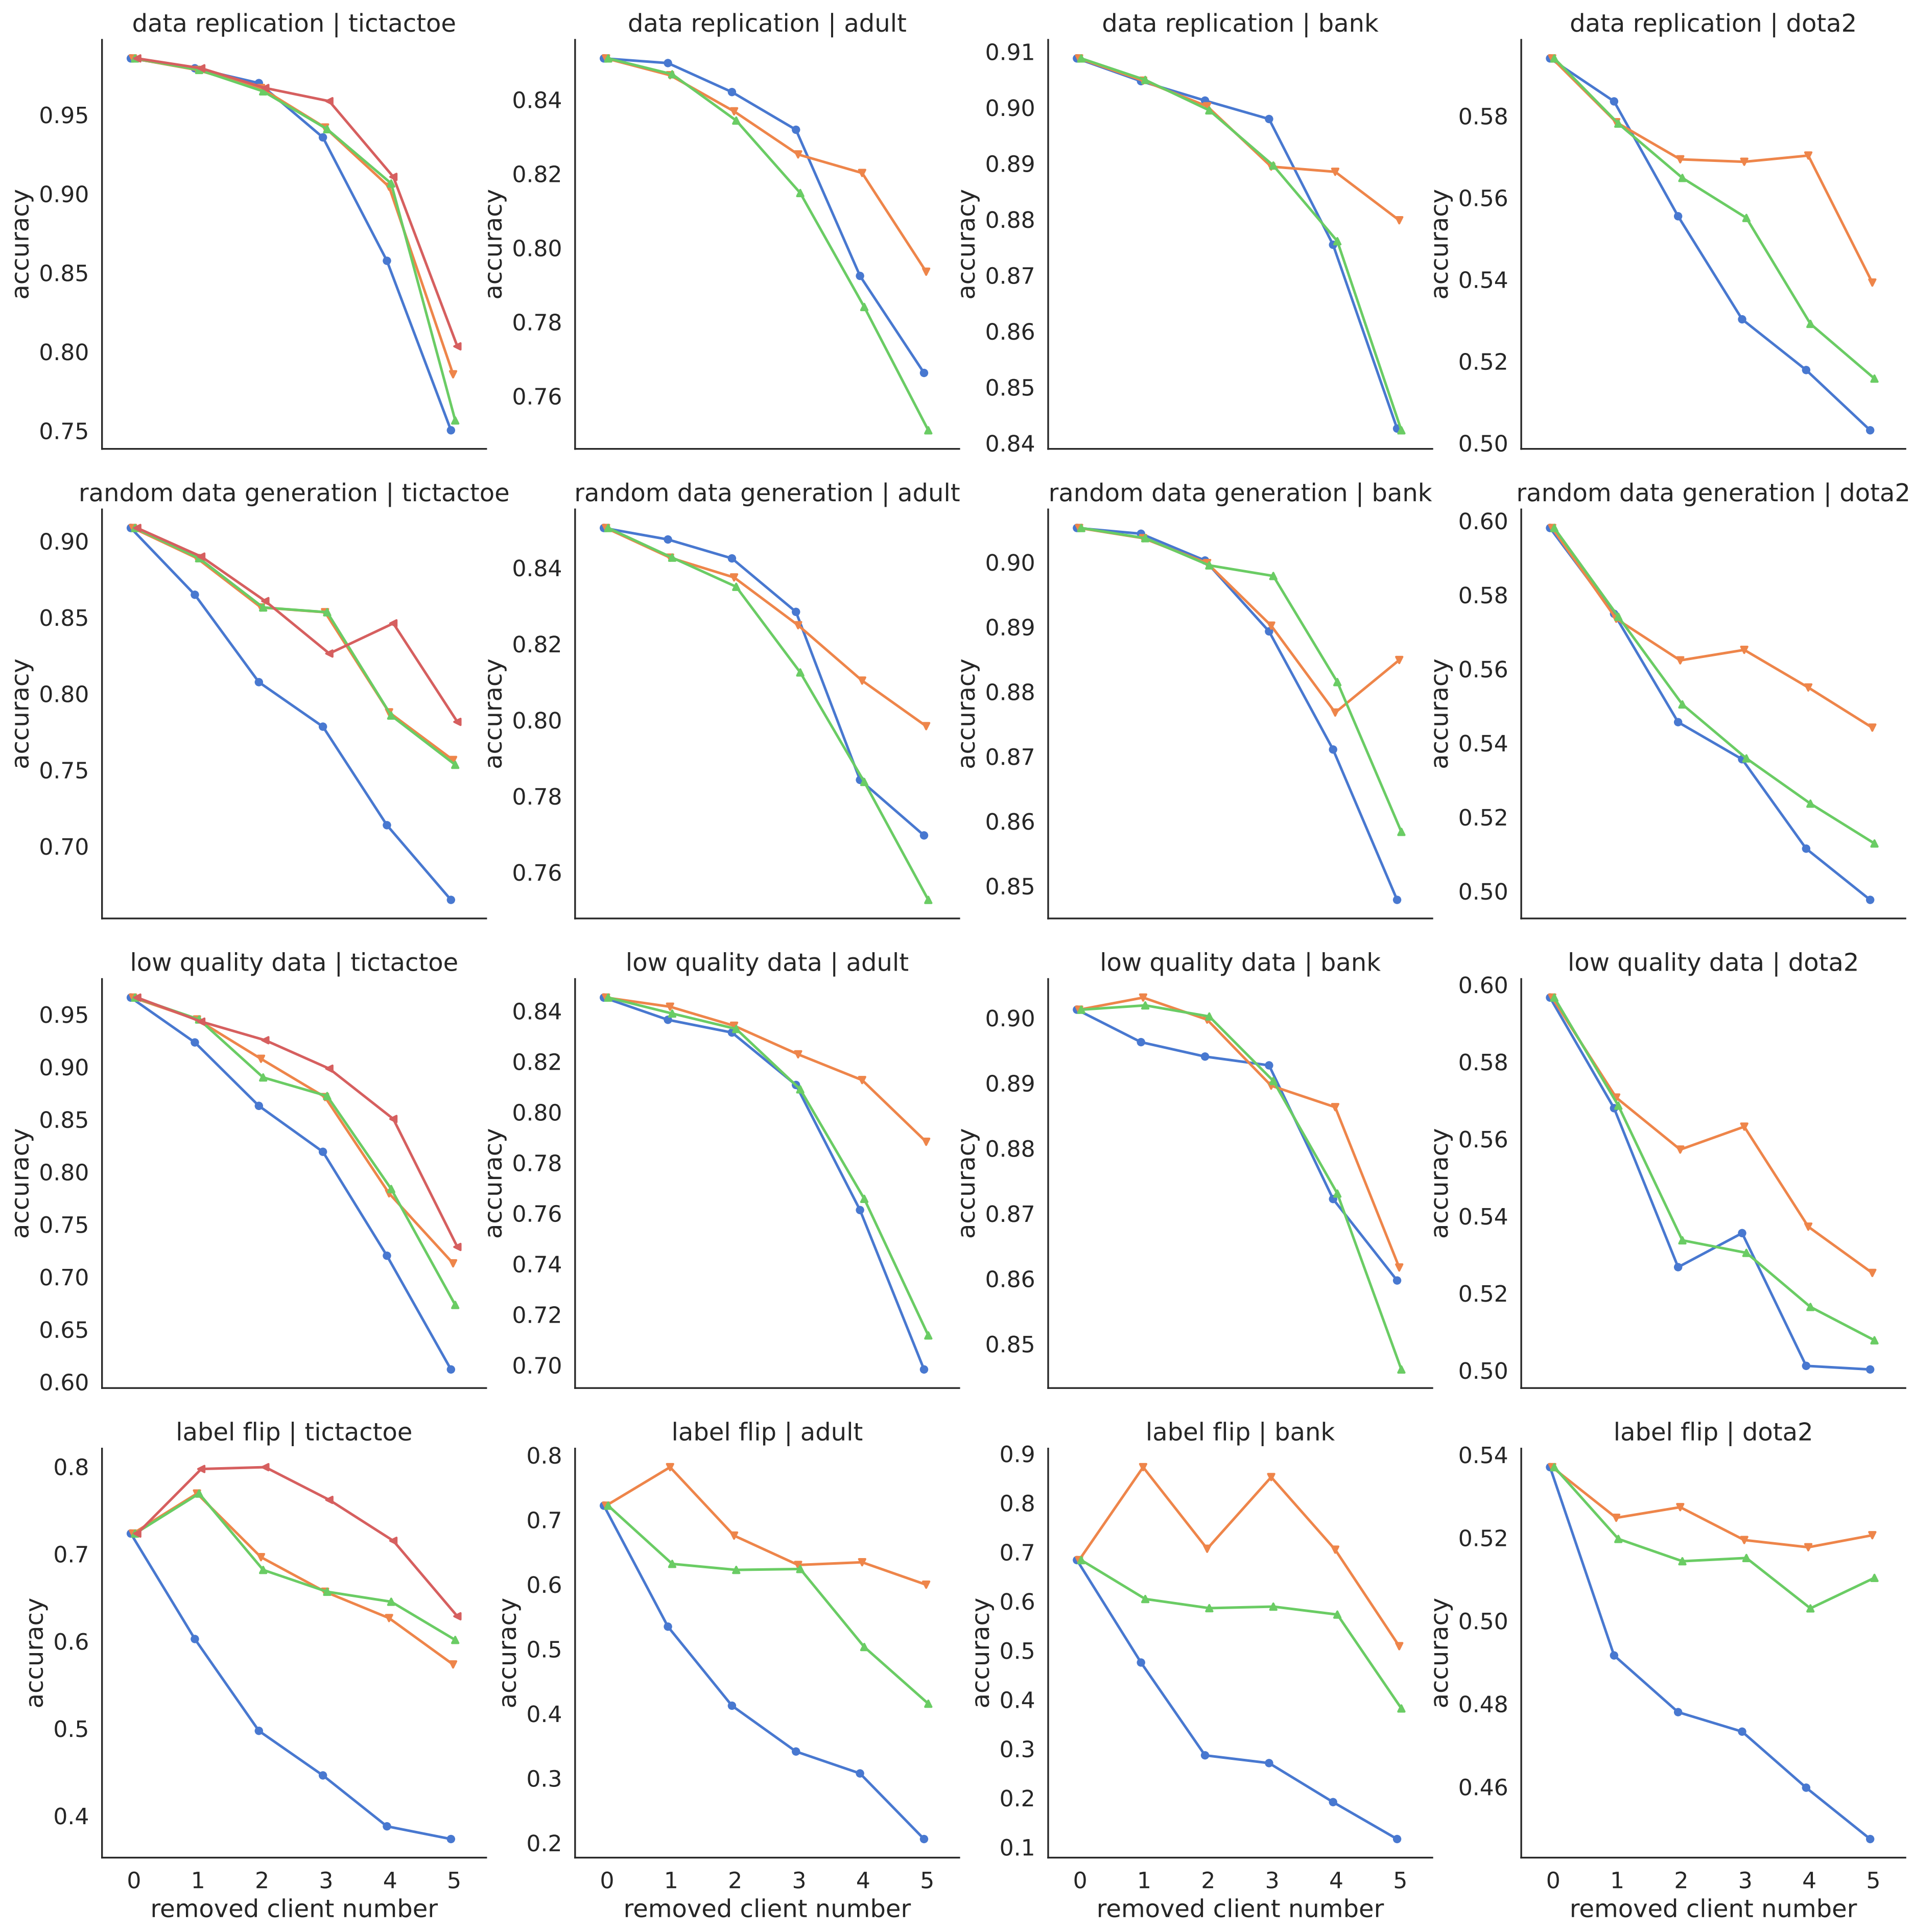 data replication | tictactoe
data replication | adult
data replication | bank
data replication | dota2
accuracy
0.95
0.90
0.85
0.80
0.75
accuracy
0.84
0.82
0.80
0.78
0.76
accuracy
0.91
0.90
0.89
0.88
0.87
0.86
0.85
0.84
accuracy
0.58
0.56
0.54
0.52
0.50
random data generation | tictactoe
random data generation | adult
random data generation | bank
random data generation | dota2
accuracy
0.90
0.85
0.80
0.75
0.70
accuracy
0.84
0.82
0.80
0.78
0.76
accuracy
0.90
0.89
0.88
0.87
0.86
0.85
accuracy
0.60
0.58
0.56
0.54
0.52
0.50
low quality data | tictactoe
low quality data | adult
low quality data | bank
low quality data | dota2
accuracy
0.95
0.90
0.85
0.80
0.75
0.70
0.65
0.60
accuracy
0.84
0.82
0.80
0.78
0.76
0.74
0.72
0.70
accuracy
0.90
0.89
0.88
0.87
0.86
0.85
accuracy
0.60
0.58
0.56
0.54
0.52
0.50
label flip | tictactoe
label flip | adult
label flip | bank
label flip | dota2
accuracy
0.8
0.7
0.6
0.5
0.4
accuracy
0.8
0.7
0.6
0.5
0.4
0.3
0.2
accuracy
0.9
0.8
0.7
0.6
0.5
0.4
0.3
0.2
0.1
accuracy
0.54
0.52
0.50
0.48
0.46
0 1 2 3 4 5
0 1 2 3 4 5
0 1 2 3 4 5
0 1 2 3 4 5
removed client number
removed client number
removed client number
removed client number